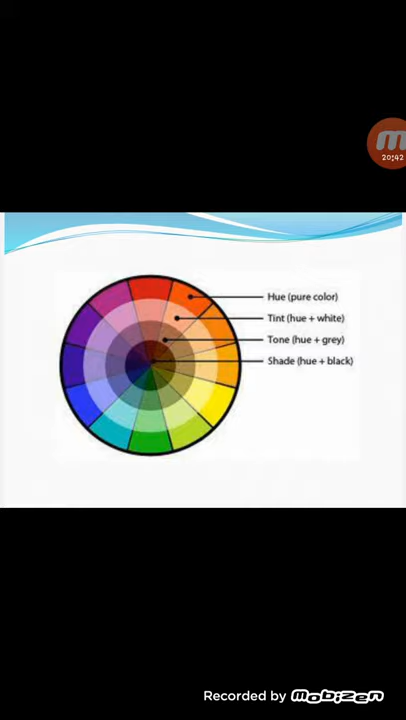 20:42
Hue (pure color)
Tint (hue + white)
Tone (hue + grey)
Shade (hue + black)
Recorded by Mobizen